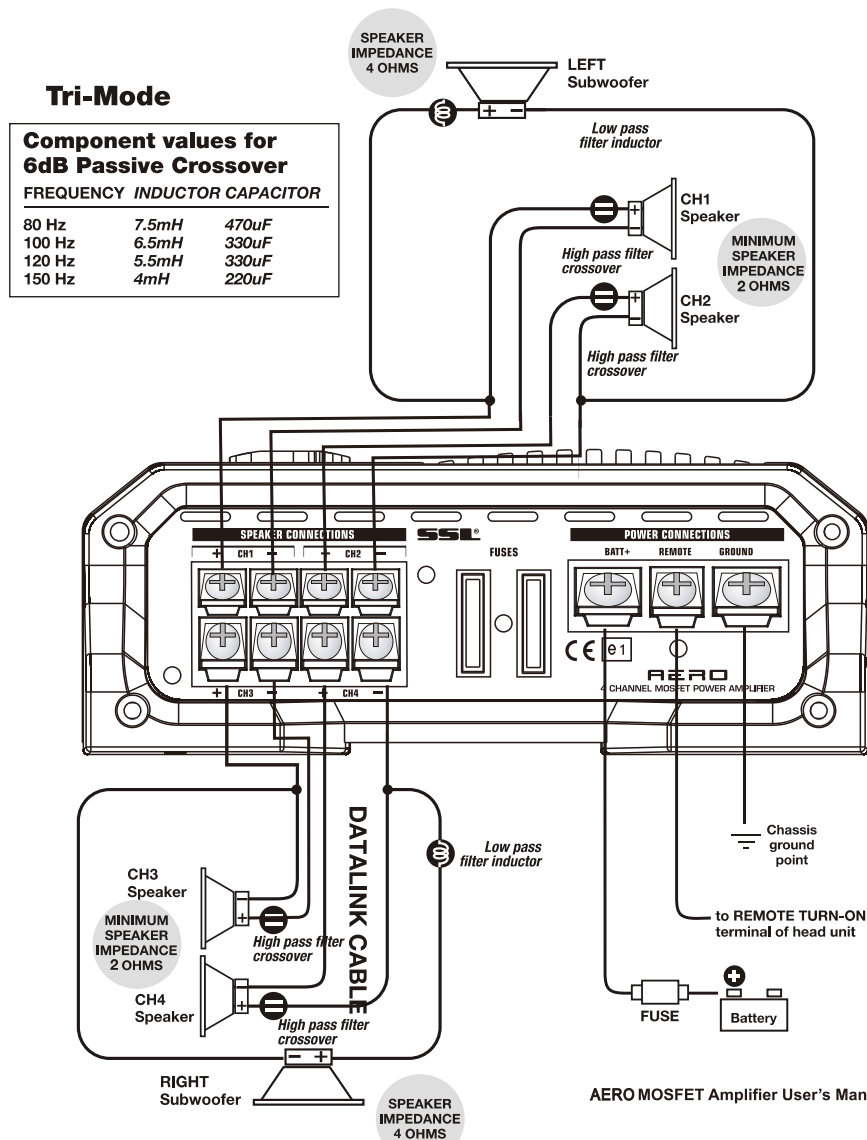 SPEAKER
IMPEDANCE
4 OHMS
LEFT
Subwoofer
Tri-Mode
Component values for
6dB Passive Crossover
FREQUENCY INDUCTOR CAPACITOR
80 Hz 7.5mH 470uF
100 Hz 6.5mH 330uF
120 Hz 5.5mH 330uF
150 Hz 4mH 220uF
+ −
Low pass
filter inductor
+
−
CH1
Speaker
High pass filter
crossover
MINIMUM
SPEAKER
IMPEDANCE
2 OHMS
+
−
CH2
Speaker
High pass filter
crossover
SPEAKER CONNECTIONS
+ CH1 − + CH2 −
SSL®
FUSES
POWER CONNECTIONS
BATT+ REMOTE GROUND
CE e1
AERO
4 CHANNEL MOSFET POWER AMPLIFIER
+ CH3 − + CH4 −
DATALINK CABLE
Low pass
filter inductor
Chassis
ground
point
CH3
Speaker
−
+
MINIMUM
SPEAKER
IMPEDANCE
2 OHMS
High pass filter
crossover
to REMOTE TURN-ON
terminal of head unit
CH4
Speaker
−
+
High pass filter
crossover
+
FUSE
Battery
− +
RIGHT
Subwoofer
SPEAKER
IMPEDANCE
4 OHMS
AERO MOSFET Amplifier User's Man